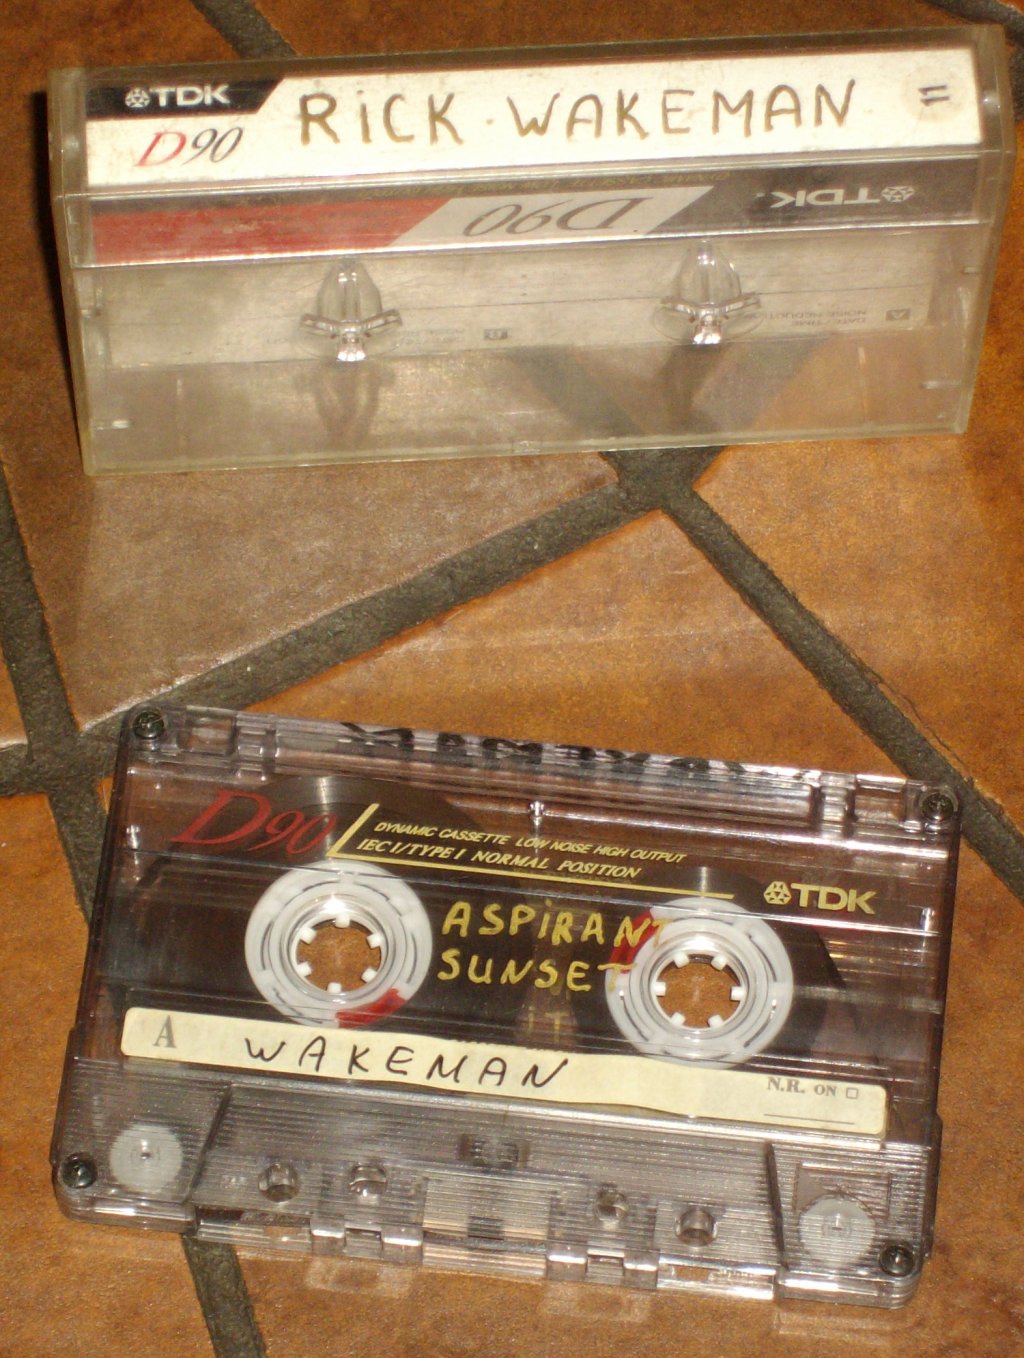 TDK
D90
RiCK WAKEMAN
=
D90
TDK
D90
DYNAMIC CASSETTE LOW NOISE HIGH OUTPUT
IEC I/TYPE I NORMAL POSITION
TDK
ASPiRANT
SUNSET
A
WAKEMAN
N.R. ON